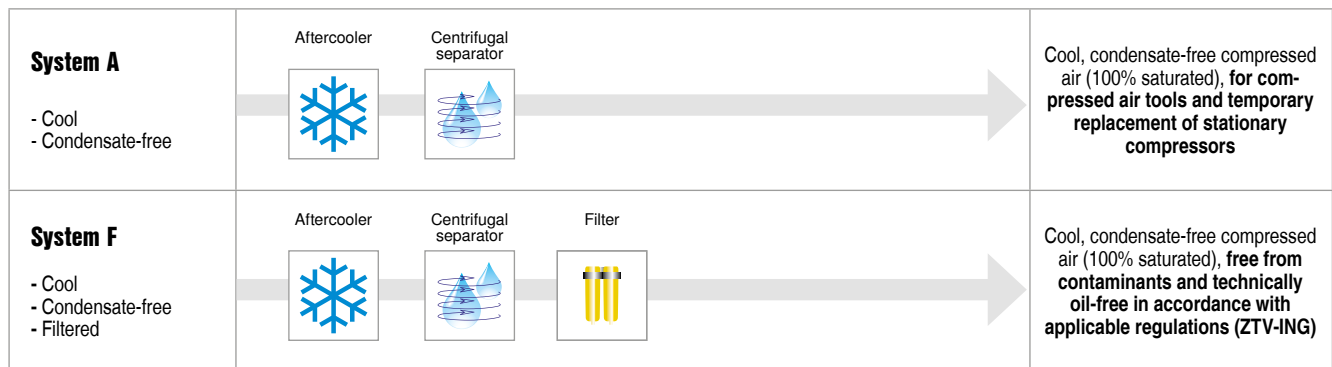 System A
- Cool
- Condensate-free
Aftercooler
Centrifugal
separator
Cool, condensate-free compressed
air (100% saturated), for com-
pressed air tools and temporary
replacement of stationary
compressors
System F
- Cool
- Condensate-free
- Filtered
Aftercooler
Centrifugal
separator
Filter
Cool, condensate-free compressed
air (100% saturated), free from
contaminants and technically
oil-free in accordance with
applicable regulations (ZTV-ING)